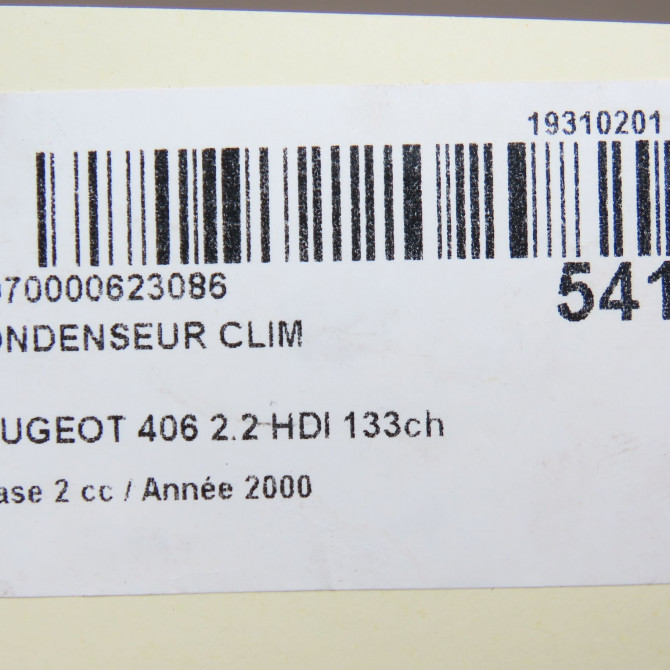 19310201
070000623086
541
ONDENSEUR CLIM
UGEOT 406 2.2 HDI 133ch
ase 2 cc / Année 2000